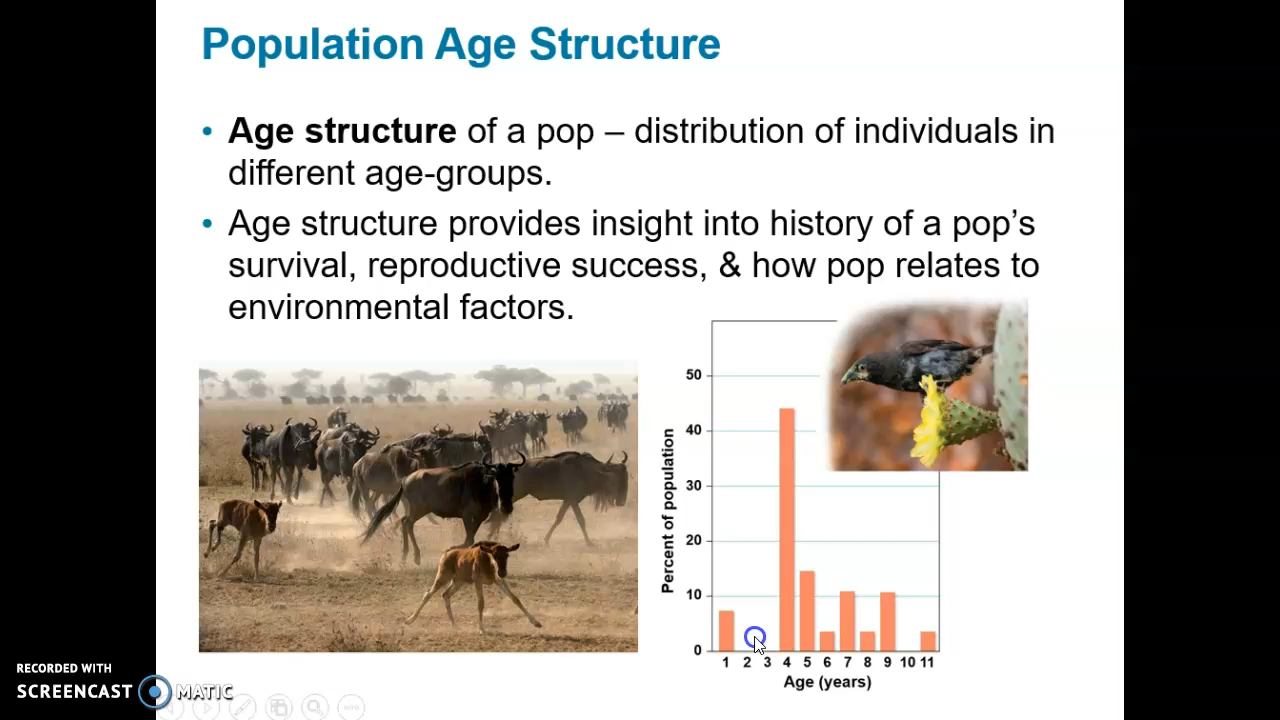 Population Age Structure
• Age structure of a pop – distribution of individuals in
different age-groups.
• Age structure provides insight into history of a pop’s
survival, reproductive success, & how pop relates to
environmental factors.
50
40
30
20
10
0
Percent of population
1 2 3 4 5 6 7 8 9 10 11
Age (years)
RECORDED WITH
SCREENCAST MATIC